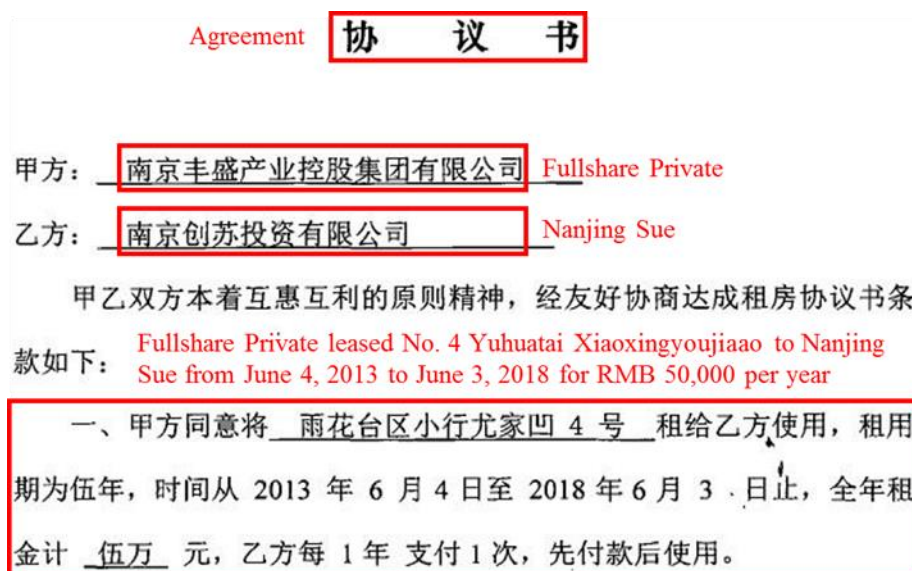 Agreement 协 议 书
甲方: 南京丰盛产业控股集团有限公司 Fullshare Private
乙方: 南京创苏投资有限公司 Nanjing Sue
甲乙双方本着互惠互利的原则精神，经友好协商达成租房协议书条
款如下: Fullshare Private leased No. 4 Yuhuatai Xiaoxingyoujiaao to Nanjing
Sue from June 4, 2013 to June 3, 2018 for RMB 50,000 per year
一、甲方同意将 雨花台区小行尤家凹 4 号 租给乙方使用，租用
期为伍年，时间从 2013 年 6 月 4 日至 2018 年 6 月 3 日止，全年租
金计 伍万 元，乙方每 1 年 支付 1 次，先付款后使用。